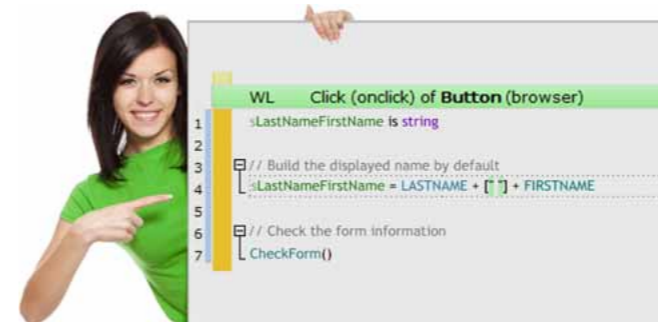 WL Click (onclick) of Button (browser)
1 sLastNameFirstName is string
2
3 // Build the displayed name by default
4 sLastNameFirstName = LASTNAME + [" "] + FIRSTNAME
5
6 // Check the form information
7 CheckForm()